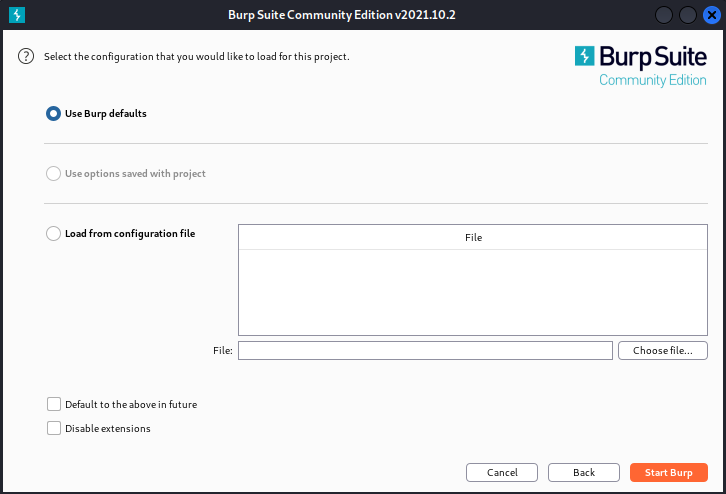 Burp Suite Community Edition v2021.10.2
Select the configuration that you would like to load for this project.
Burp Suite
Community Edition
Use Burp defaults
Use options saved with project
Load from configuration file
File
File:
Choose file...
Default to the above in future
Disable extensions
Cancel
Back
Start Burp